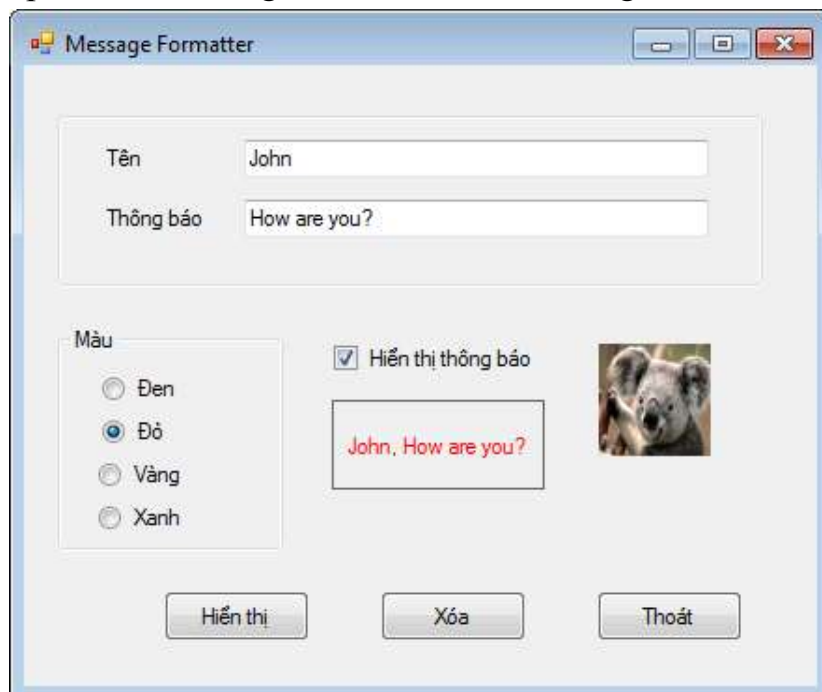 Message Formatter
Tên John
Thông báo How are you?
Màu
Đen
Đỏ
Vàng
Xanh
Hiển thị thông báo
John, How are you?
Hiển thị Xóa Thoát